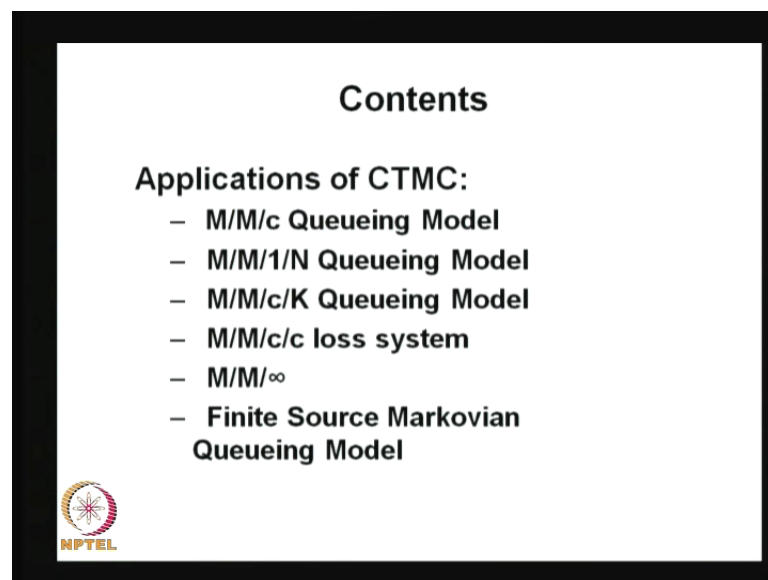 Contents
Applications of CTMC:
– M/M/c Queueing Model
– M/M/1/N Queueing Model
– M/M/c/K Queueing Model
– M/M/c/c loss system
– M/M/∞
– Finite Source Markovian
Queueing Model
NPTEL